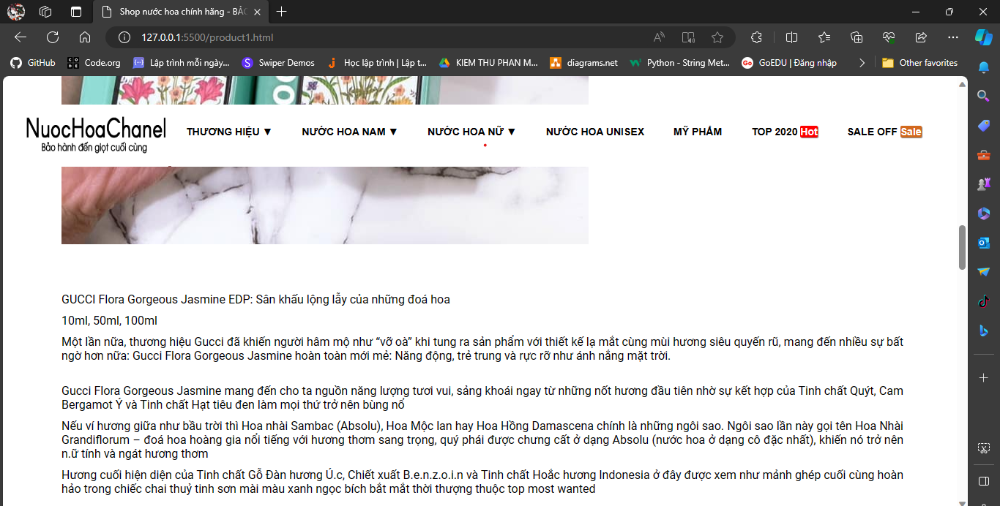 Shop nước hoa chính hãng - BẢC
127.0.0.1:5500/product1.html
GitHub
Code.org
Lập trình mỗi ngày...
Swiper Demos
Học lập trình | Lập t...
KIEM THU PHAN M...
diagrams.net
Python - String Met...
GoEDU | Đăng nhập
Other favorites
NuocHoaChanel
Bảo hành đến giọt cuối cùng
THƯƠNG HIỆU ▼
NƯỚC HOA NAM ▼
NƯỚC HOA NỮ ▼
NƯỚC HOA UNISEX
MỸ PHẨM
TOP 2020 Hot
SALE OFF Sale
GUCCI Flora Gorgeous Jasmine EDP: Sân khấu lộng lẫy của những đoá hoa
10ml, 50ml, 100ml
Một lần nữa, thương hiệu Gucci đã khiến người hâm mộ như “vỡ oà” khi tung ra sản phẩm với thiết kế lạ mắt cùng mùi hương siêu quyến rũ, mang đến nhiều sự bất
ngờ hơn nữa: Gucci Flora Gorgeous Jasmine hoàn toàn mới mẻ: Năng động, trẻ trung và rực rỡ như ánh nắng mặt trời.
Gucci Flora Gorgeous Jasmine mang đến cho ta nguồn năng lượng tươi vui, sảng khoái ngay từ những nốt hương đầu tiên nhờ sự kết hợp của Tinh chất Quýt, Cam
Bergamot Ý và Tinh chất Hạt tiêu đen làm mọi thứ trở nên bùng nổ
Nếu ví hương giữa như bầu trời thì Hoa nhài Sambac (Absolu), Hoa Mộc lan hay Hoa Hồng Damascena chính là những ngôi sao. Ngôi sao lần này gọi tên Hoa Nhài
Grandiflorum – đoá hoa hoàng gia nổi tiếng với hương thơm sang trọng, quý phái được chưng cất ở dạng Absolu (nước hoa ở dạng cô đặc nhất), khiến nó trở nên
n.ữ tính và ngát hương thơm
Hương cuối hiện diện của Tinh chất Gỗ Đàn hương Ú.c, Chiết xuất B.e.n.z.o.i.n và Tinh chất Hoắc hương Indonesia ở đây được xem như mảnh ghép cuối cùng hoàn
hảo trong chiếc chai thuỷ tinh sơn mài màu xanh ngọc bích bắt mắt thời thượng thuộc top most wanted